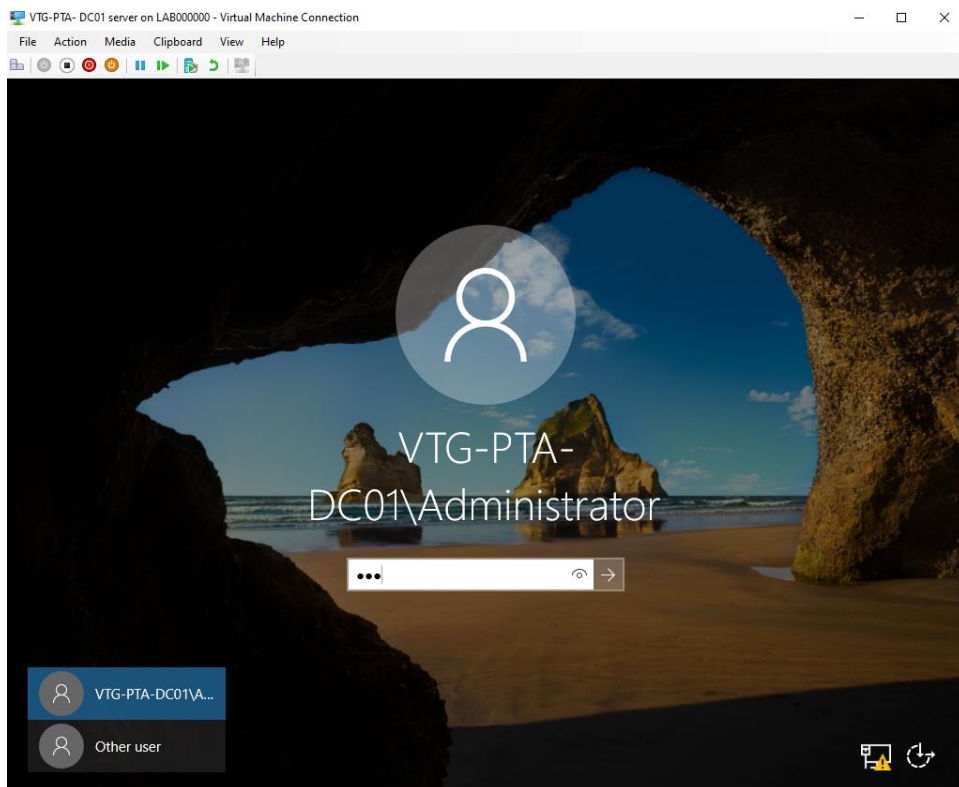 VTG-PTA- DC01 server on LAB000000 - Virtual Machine Connection
File Action Media Clipboard View Help
VTG-PTA-
DC01\Administrator
VTG-PTA-DC01\A...
Other user